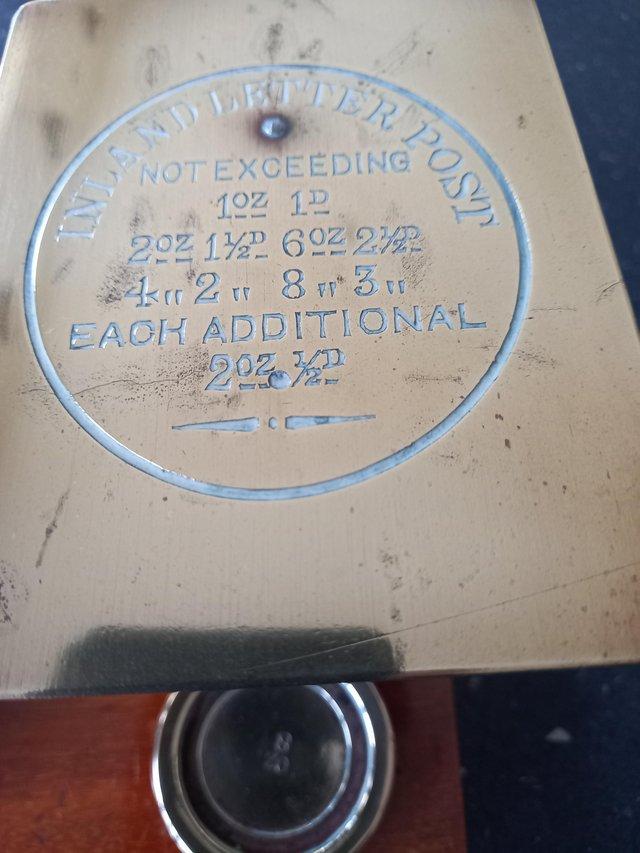 INLAND LETTER POST
NOT EXCEEDING
1OZ 1D
2OZ 1½D 6OZ 2½D
4 " 2 " 8 " 3 "
EACH ADDITIONAL
2OZ ½D